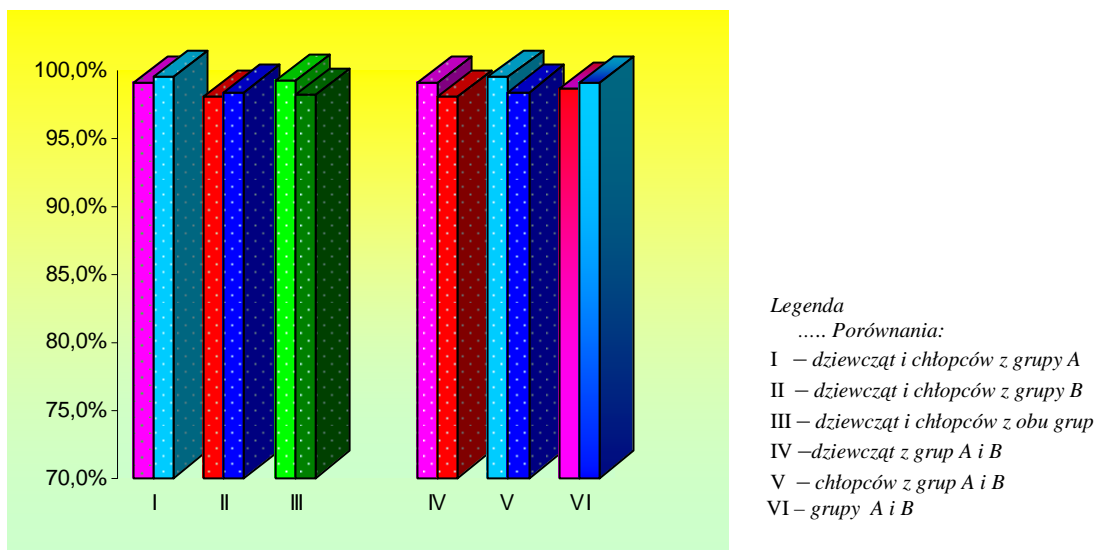 100,0%
95,0%
90,0%
85,0%
80,0%
75,0%
70,0%
I II III IV V VI
Legenda
..... Porównania:
I – dziewcząt i chłopców z grupy A
II – dziewcząt i chłopców z grupy B
III – dziewcząt i chłopców z obu grup
IV –dziewcząt z grup A i B
V – chłopców z grup A i B
VI – grupy A i B